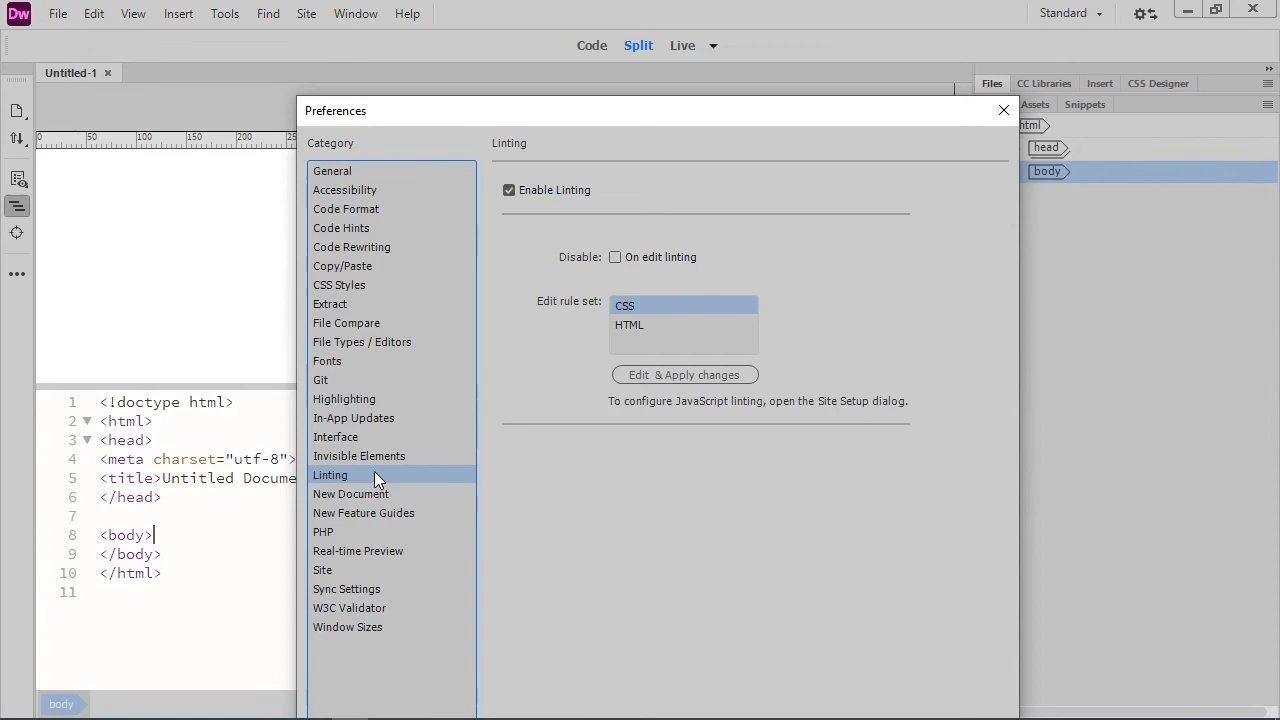 Dw File Edit View Insert Tools Find Site Window Help Standard
Code Split Live
Untitled-1
Files CC Libraries Insert CSS Designer
Assets Snippets
html
head
body
0 50 100 150 200
Preferences
Category
General
Accessibility
Code Format
Code Hints
Code Rewriting
Copy/Paste
CSS Styles
Extract
File Compare
File Types / Editors
Fonts
Git
Highlighting
In-App Updates
Interface
Invisible Elements
Linting
New Document
New Feature Guides
PHP
Real-time Preview
Site
Sync Settings
W3C Validator
Window Sizes
Linting
Enable Linting
Disable: On edit linting
Edit rule set: CSS
HTML
Edit & Apply changes
To configure JavaScript linting, open the Site Setup dialog.
1 <!doctype html>
2 <html>
3 <head>
4 <meta charset="utf-8">
5 <title>Untitled Docume
6 </head>
7
8 <body>
9 </body>
10 </html>
11
body